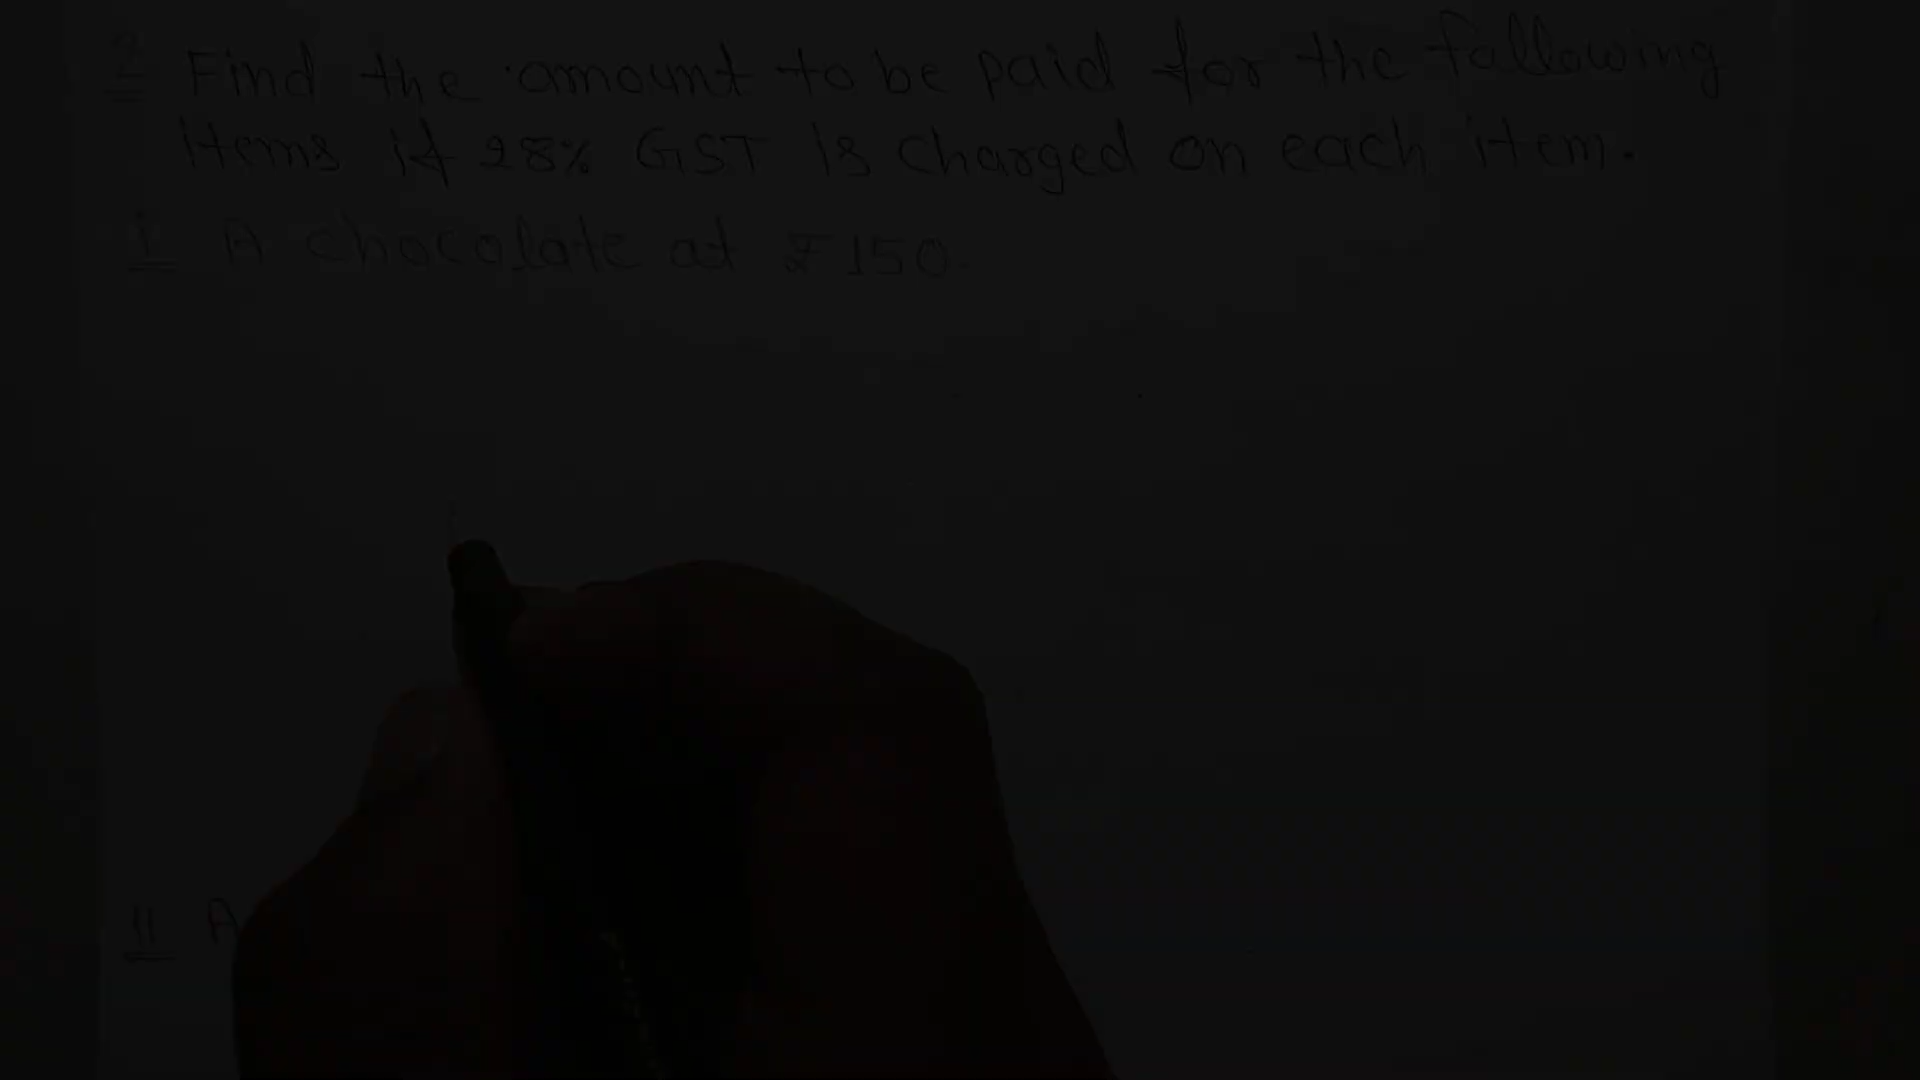 2 Find the amount to be paid for the following
items if 28% GST is charged on each item.
i A chocolate at ₹150.
ii A